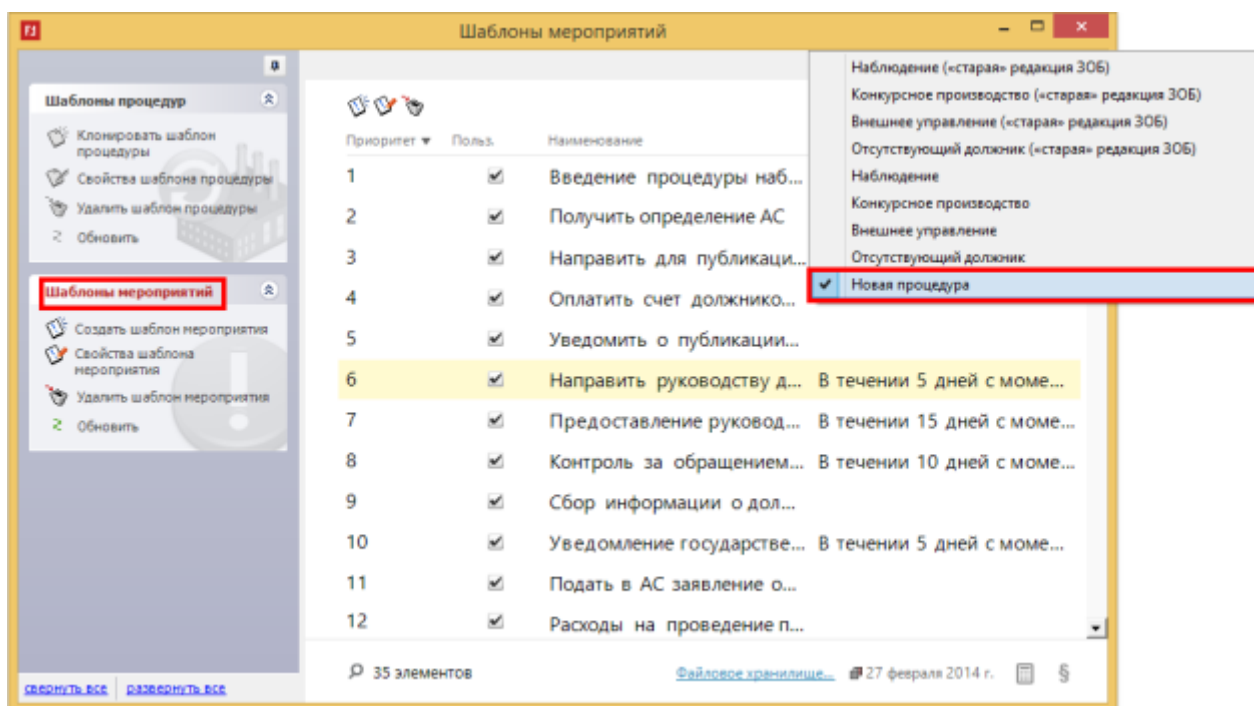 Шаблоны мероприятий
Наблюдение («старая» редакция ЗОБ)
Конкурсное производство («старая» редакция ЗОБ)
Внешнее управление («старая» редакция ЗОБ)
Отсутствующий должник («старая» редакция ЗОБ)
Наблюдение
Конкурсное производство
Внешнее управление
Отсутствующий должник
Новая процедура
Шаблоны процедур
Клонировать шаблон
процедуры
Свойства шаблона процедуры
Удалить шаблон процедуры
Обновить
Шаблоны мероприятий
Создать шаблон мероприятия
Свойства шаблона
мероприятия
Удалить шаблон мероприятия
Обновить
свернуть все развернуть все
Приоритет Польз. Наименование
1 Введение процедуры наб...
2 Получить определение АС
3 Направить для публикаци...
4 Оплатить счет должнико...
5 Уведомить о публикации...
6 Направить руководству д... В течении 5 дней с моме...
7 Предоставление руковод... В течении 15 дней с моме...
8 Контроль за обращением... В течении 10 дней с моме...
9 Сбор информации о дол...
10 Уведомление государстве... В течении 5 дней с моме...
11 Подать в АС заявление о...
12 Расходы на проведение п...
35 элементов Файловое хранилище... 27 февраля 2014 г. §